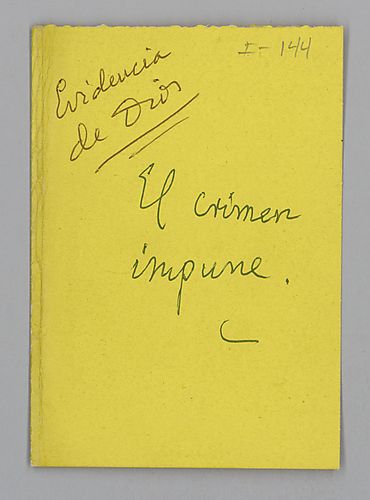 I-144
Evidencia
de Dios
El crimen
impune.